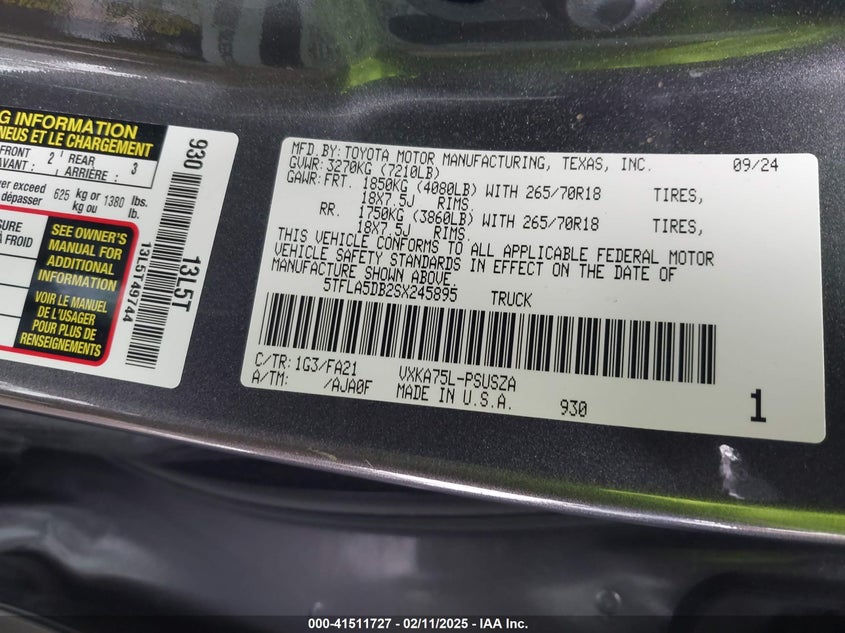 G INFORMATION
NEUS ET LE CHARGEMENT
FRONT 2 REAR 3
AVANT : ARRIÈRE :
ver exceed 625 kg or 1380 lbs.
dépasser kg ou lb.
SURE
À FROID
SEE OWNER'S
MANUAL FOR
ADDITIONAL
INFORMATION
VOIR LE MANUEL
DE L'USAGER
POUR PLUS DE
RENSEIGNEMENTS
930
13L5T
13L5T49744
MFD.BY: TOYOTA MOTOR MANUFACTURING, TEXAS, INC. 09/24
GVWR: 3270KG (7210LB)
GAWR: FRT. 1850KG (4080LB) WITH 265/70R18 TIRES,
18X7.5J RIMS.
RR. 1750KG (3860LB) WITH 265/70R18 TIRES,
18X7.5J RIMS.
THIS VEHICLE CONFORMS TO ALL APPLICABLE FEDERAL MOTOR
VEHICLE SAFETY STANDARDS IN EFFECT ON THE DATE OF
MANUFACTURE SHOWN ABOVE.
5TFLA5DB2SX245895 TRUCK
C/TR: 1G3/FA21 VXKA75L-PSUSZA
A/TM: /AJA0F MADE IN U.S.A. 930 1
000-41511727 - 02/11/2025 - IAA Inc.